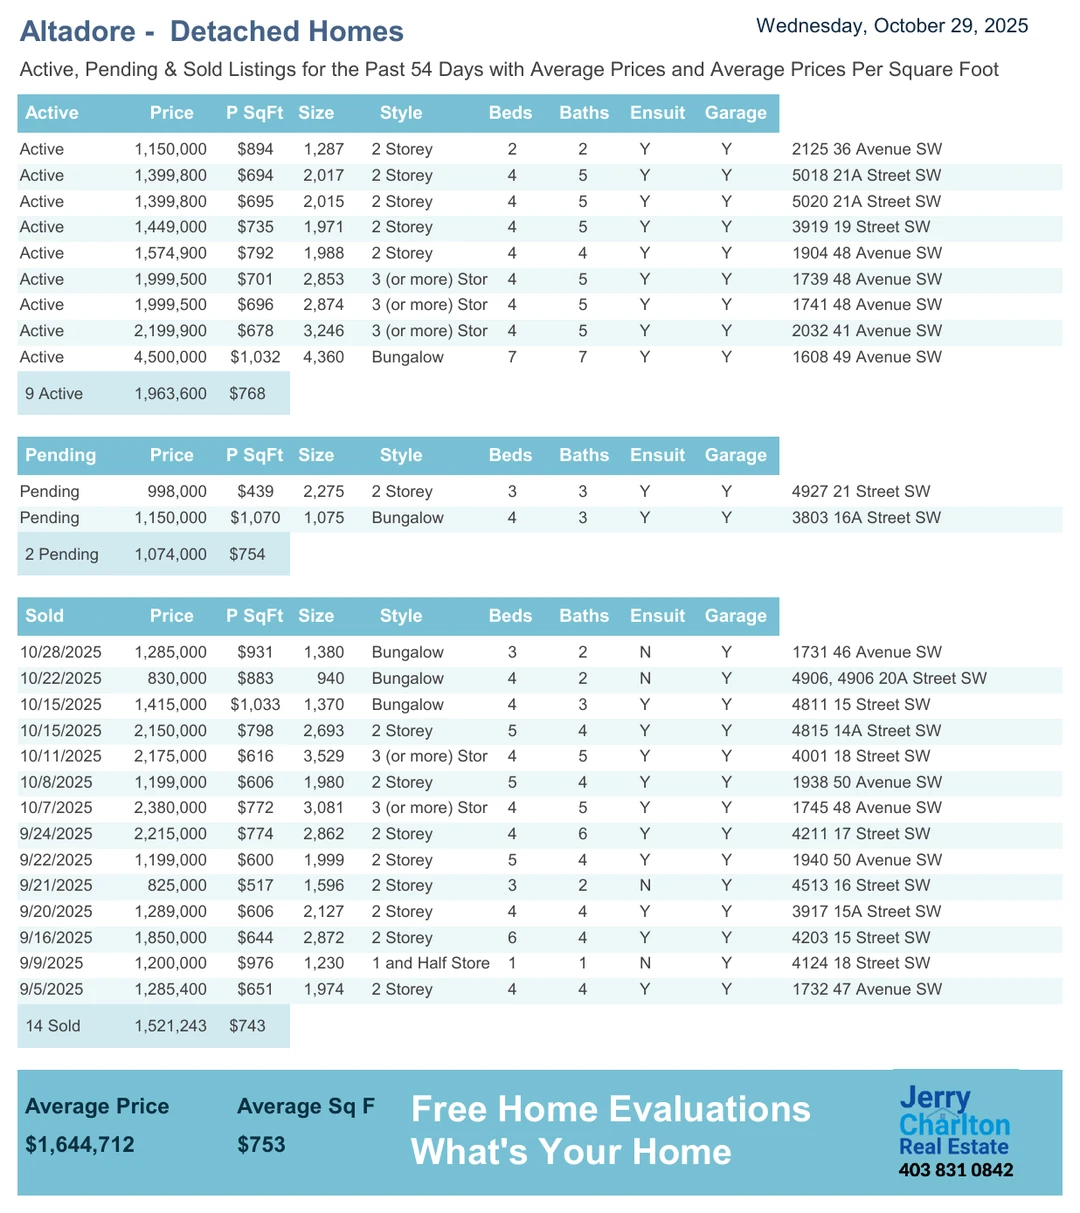 Altadore - Detached Homes
Wednesday, October 29, 2025
Active, Pending & Sold Listings for the Past 54 Days with Average Prices and Average Prices Per Square Foot
Active Price P SqFt Size Style Beds Baths Ensuit Garage
Active 1,150,000 $894 1,287 2 Storey 2 2 Y Y 2125 36 Avenue SW
Active 1,399,800 $694 2,017 2 Storey 4 5 Y Y 5018 21A Street SW
Active 1,399,800 $695 2,015 2 Storey 4 5 Y Y 5020 21A Street SW
Active 1,449,000 $735 1,971 2 Storey 4 5 Y Y 3919 19 Street SW
Active 1,574,900 $792 1,988 2 Storey 4 4 Y Y 1904 48 Avenue SW
Active 1,999,500 $701 2,853 3 (or more) Stor 4 5 Y Y 1739 48 Avenue SW
Active 1,999,500 $696 2,874 3 (or more) Stor 4 5 Y Y 1741 48 Avenue SW
Active 2,199,900 $678 3,246 3 (or more) Stor 4 5 Y Y 2032 41 Avenue SW
Active 4,500,000 $1,032 4,360 Bungalow 7 7 Y Y 1608 49 Avenue SW
9 Active 1,963,600 $768
Pending Price P SqFt Size Style Beds Baths Ensuit Garage
Pending 998,000 $439 2,275 2 Storey 3 3 Y Y 4927 21 Street SW
Pending 1,150,000 $1,070 1,075 Bungalow 4 3 Y Y 3803 16A Street SW
2 Pending 1,074,000 $754
Sold Price P SqFt Size Style Beds Baths Ensuit Garage
10/28/2025 1,285,000 $931 1,380 Bungalow 3 2 N Y 1731 46 Avenue SW
10/22/2025 830,000 $883 940 Bungalow 4 2 N Y 4906, 4906 20A Street SW
10/15/2025 1,415,000 $1,033 1,370 Bungalow 4 3 Y Y 4811 15 Street SW
10/15/2025 2,150,000 $798 2,693 2 Storey 5 4 Y Y 4815 14A Street SW
10/11/2025 2,175,000 $616 3,529 3 (or more) Stor 4 5 Y Y 4001 18 Street SW
10/8/2025 1,199,000 $606 1,980 2 Storey 5 4 Y Y 1938 50 Avenue SW
10/7/2025 2,380,000 $772 3,081 3 (or more) Stor 4 5 Y Y 1745 48 Avenue SW
9/24/2025 2,215,000 $774 2,862 2 Storey 4 6 Y Y 4211 17 Street SW
9/22/2025 1,199,000 $600 1,999 2 Storey 5 4 Y Y 1940 50 Avenue SW
9/21/2025 825,000 $517 1,596 2 Storey 3 2 N Y 4513 16 Street SW
9/20/2025 1,289,000 $606 2,127 2 Storey 4 4 Y Y 3917 15A Street SW
9/16/2025 1,850,000 $644 2,872 2 Storey 6 4 Y Y 4203 15 Street SW
9/9/2025 1,200,000 $976 1,230 1 and Half Store 1 1 N Y 4124 18 Street SW
9/5/2025 1,285,400 $651 1,974 2 Storey 4 4 Y Y 1732 47 Avenue SW
14 Sold 1,521,243 $743
Average Price Average Sq F
$1,644,712 $753
Free Home Evaluations
What's Your Home
Jerry
Charlton
Real Estate
403 831 0842